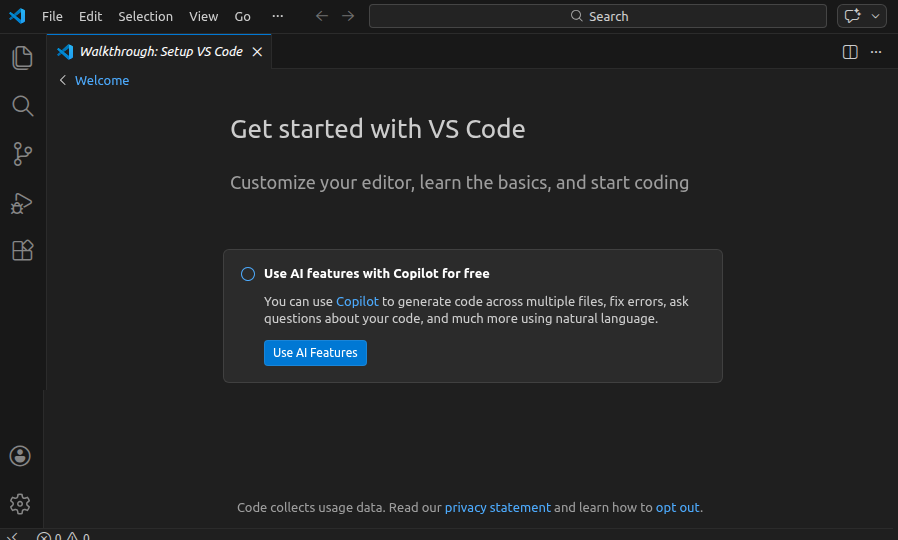 File Edit Selection View Go ··· Search
Walkthrough: Setup VS Code
Welcome
Get started with VS Code
Customize your editor, learn the basics, and start coding
Use AI features with Copilot for free
You can use Copilot to generate code across multiple files, fix errors, ask
questions about your code, and much more using natural language.
Use AI Features
Code collects usage data. Read our privacy statement and learn how to opt out.
0 0